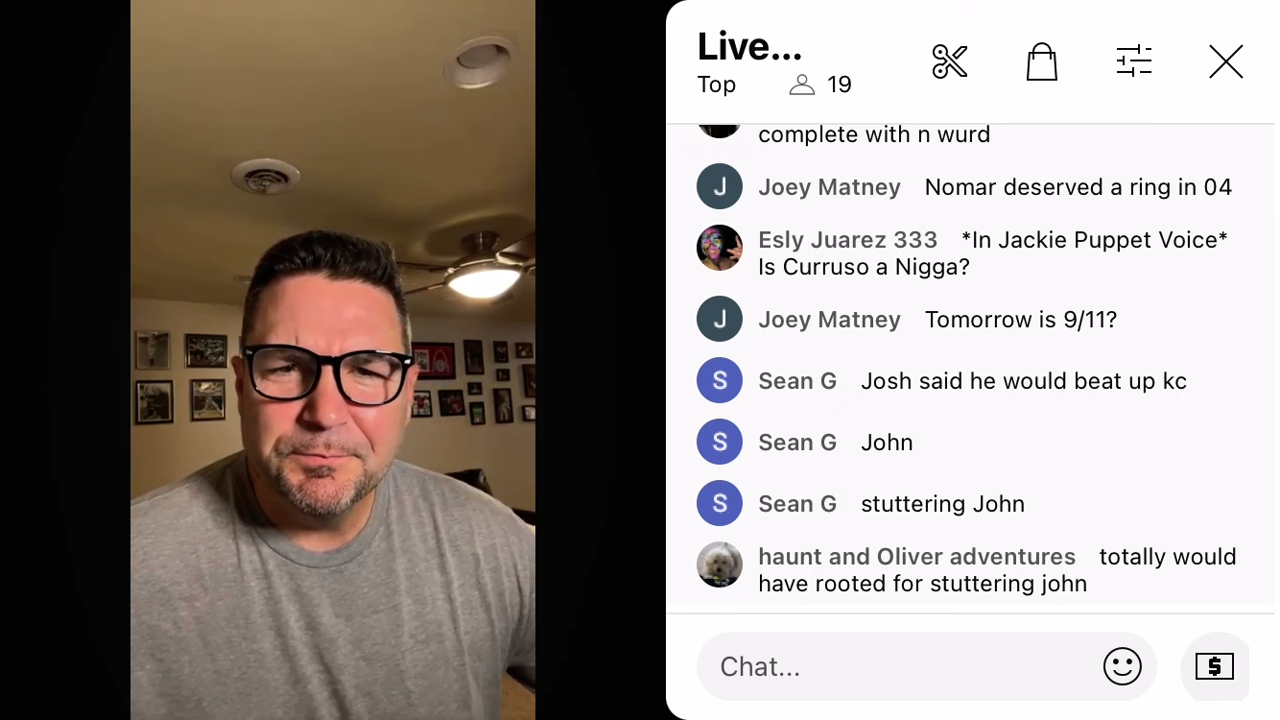 Live...
Top 19
complete with n wurd
J Joey Matney Nomar deserved a ring in 04
Esly Juarez 333 *In Jackie Puppet Voice*
Is Curruso a Nigga?
J Joey Matney Tomorrow is 9/11?
S Sean G Josh said he would beat up kc
S Sean G John
S Sean G stuttering John
haunt and Oliver adventures totally would
have rooted for stuttering john
Chat...
$